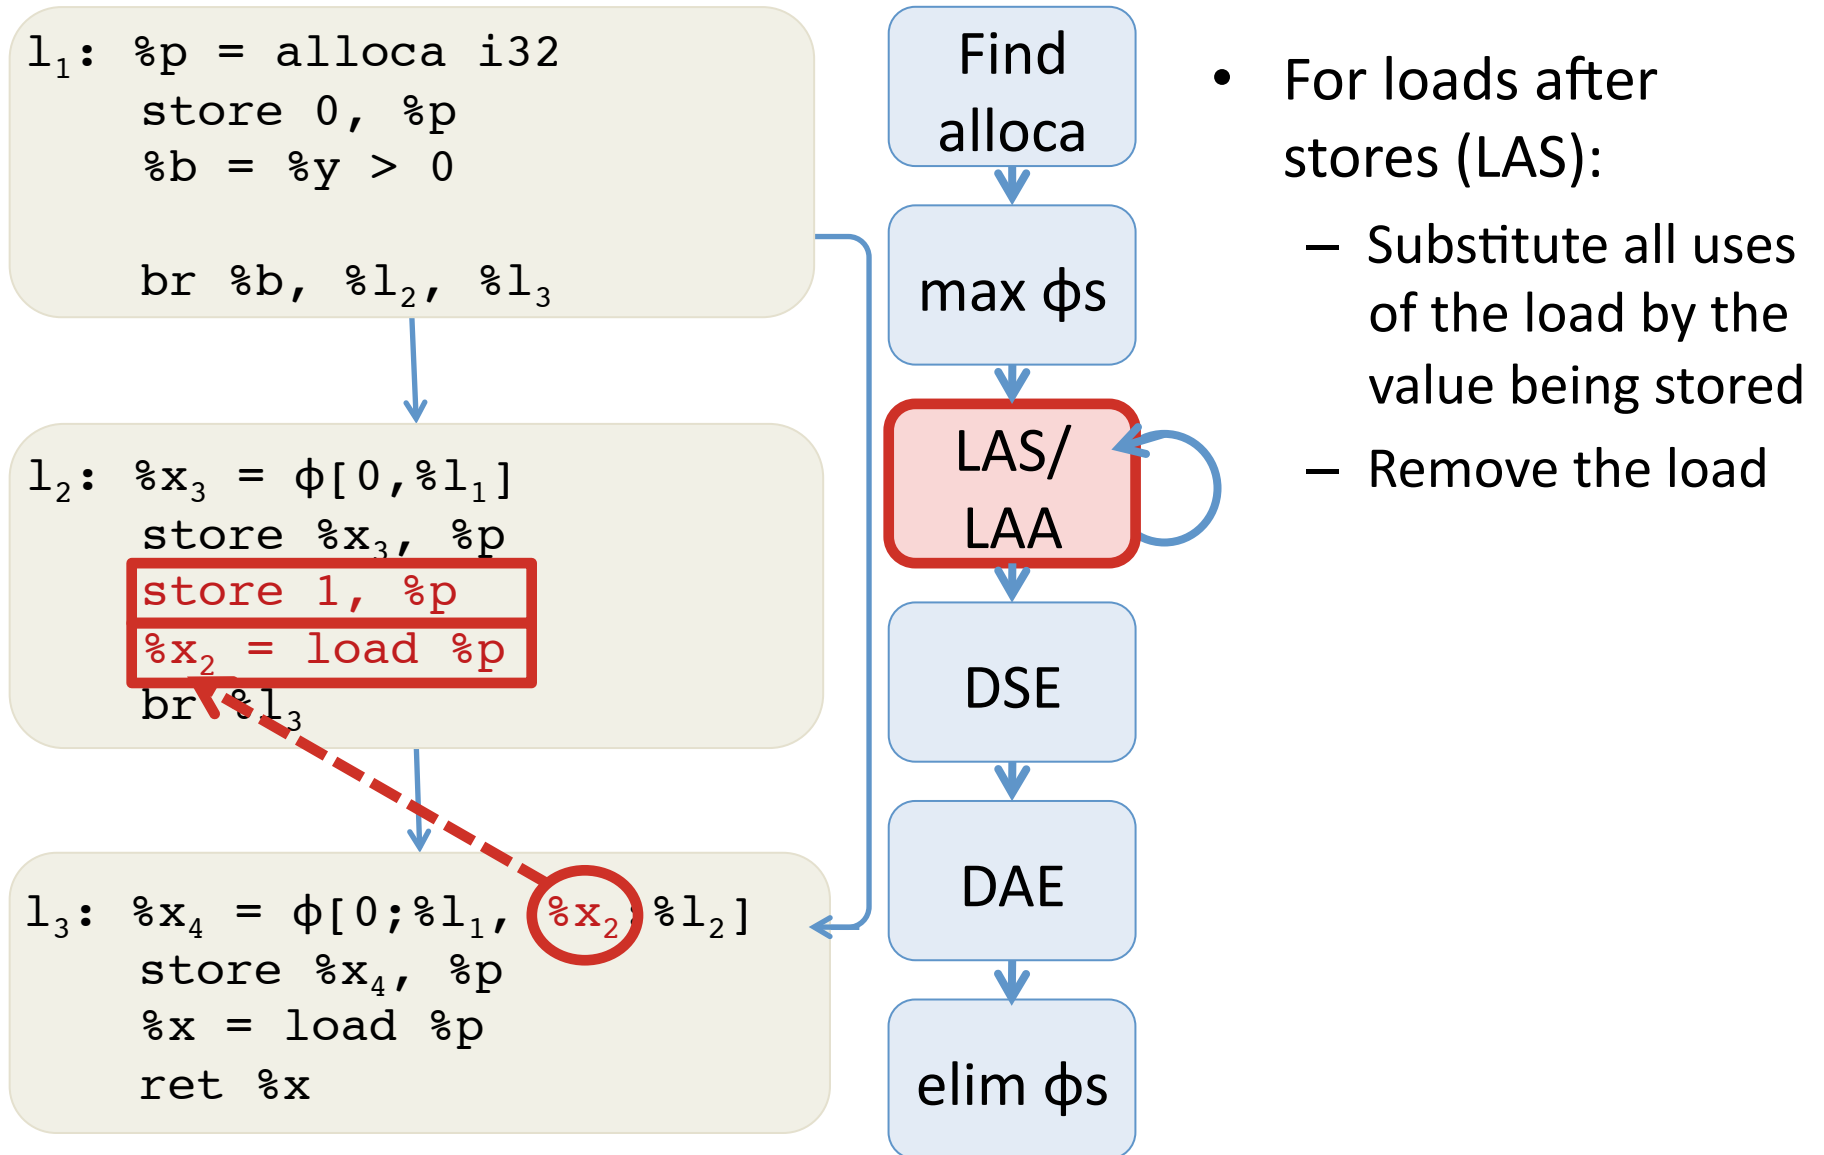 l₁: %p = alloca i32
store 0, %p
%b = %y > 0
br %b, %l₂, %l₃
l₂: %x₃ = ϕ[0,%l₁]
store %x₃, %p
store 1, %p
%x₂ = load %p
br %l₃
l₃: %x₄ = ϕ[0;%l₁, %x₂:%l₂]
store %x₄, %p
%x = load %p
ret %x
Find
alloca
max ϕs
LAS/
LAA
DSE
DAE
elim ϕs
• For loads after
stores (LAS):
– Substitute all uses
of the load by the
value being stored
– Remove the load